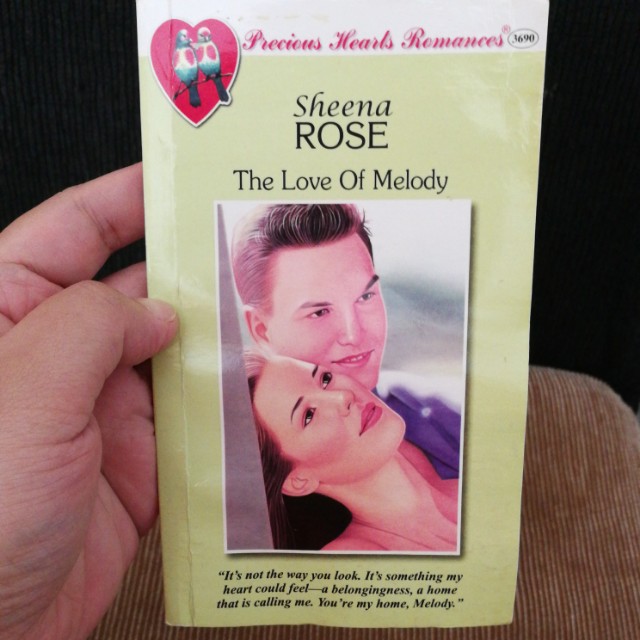 Precious Hearts Romances® 3690
Sheena
ROSE
The Love Of Melody
"It's not the way you look. It's something my
heart could feel—a belongingness, a home
that is calling me. You're my home, Melody."